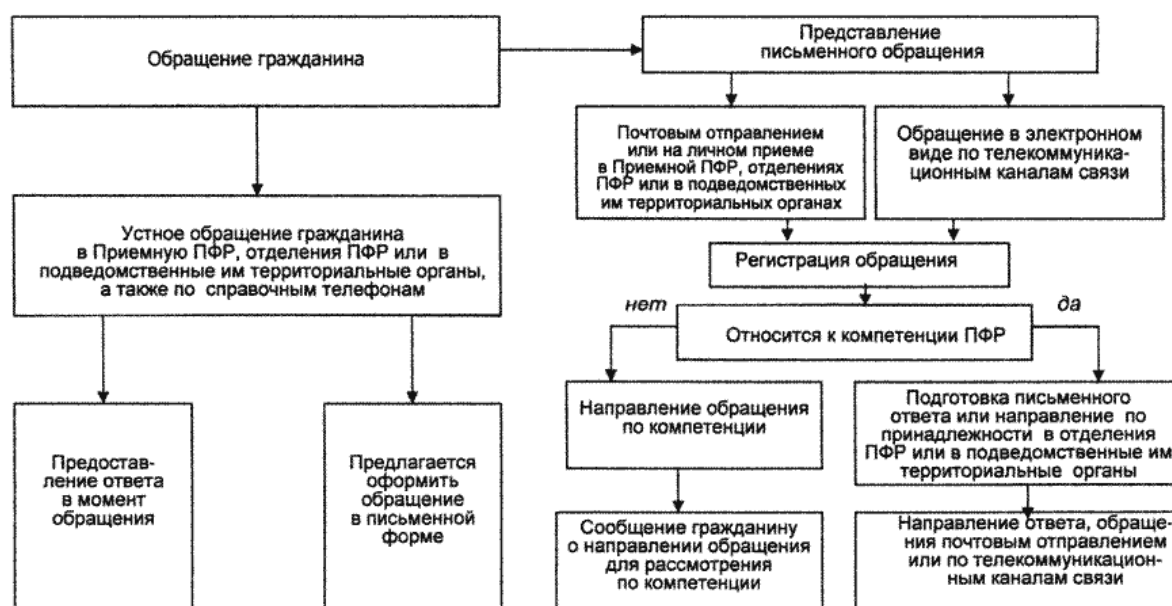 Обращение гражданина
Представление
письменного обращения
Почтовым отправлением
или на личном приеме
в Приемной ПФР, отделениях
ПФР или в подведомственных
им территориальных органах
Обращение в электронном
виде по телекоммуника-
ционным каналам связи
Устное обращение гражданина
в Приемную ПФР, отделения ПФР или в
подведомственные им территориальные органы,
а также по справочным телефонам
Регистрация обращения
нет
да
Относится к компетенции ПФР
Предостав-
ление ответа
в момент
обращения
Предлагается
оформить
обращение
в письменной
форме
Направление обращения
по компетенции
Подготовка письменного
ответа или направление по
принадлежности в отделения
ПФР или в подведомственные им
территориальные органы
Сообщение гражданину
о направлении обращения
для рассмотрения
по компетенции
Направление ответа, обраще-
ния почтовым отправлением
или по телекоммуникацион-
ным каналам связи